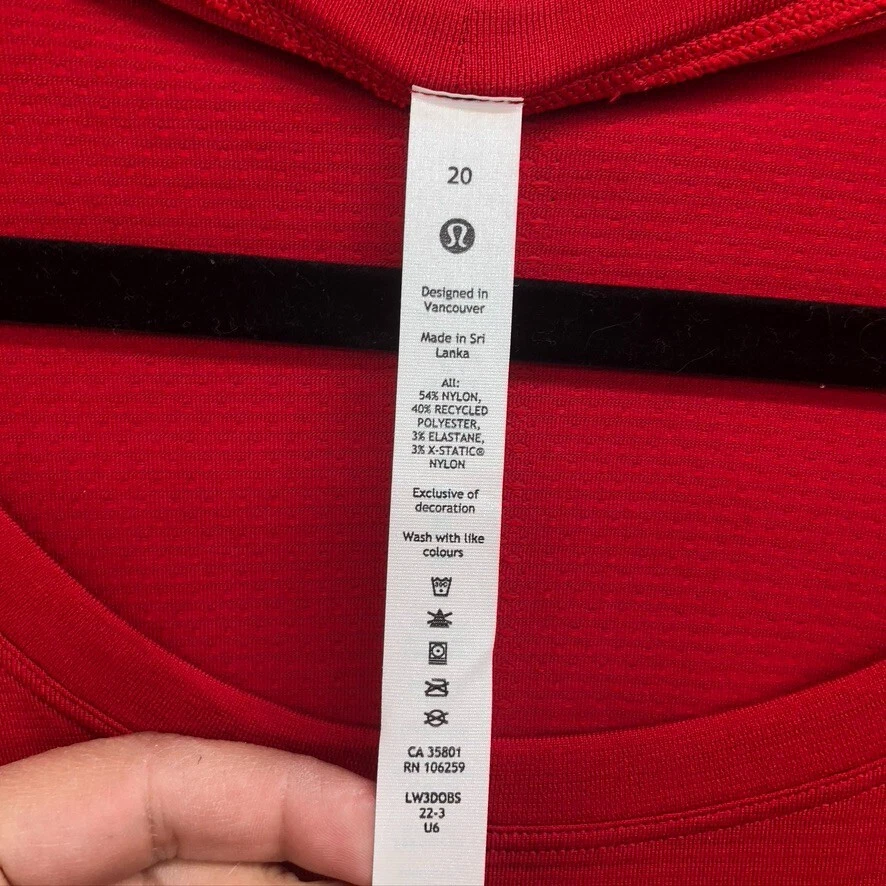 20
Designed in
Vancouver
Made in Sri
Lanka
All:
54% NYLON,
40% RECYCLED
POLYESTER,
3% ELASTANE,
3% X-STATIC®
NYLON
Exclusive of
decoration
Wash with like
colours
30C
CA 35801
RN 106259
LW3DOBS
22-3
U6